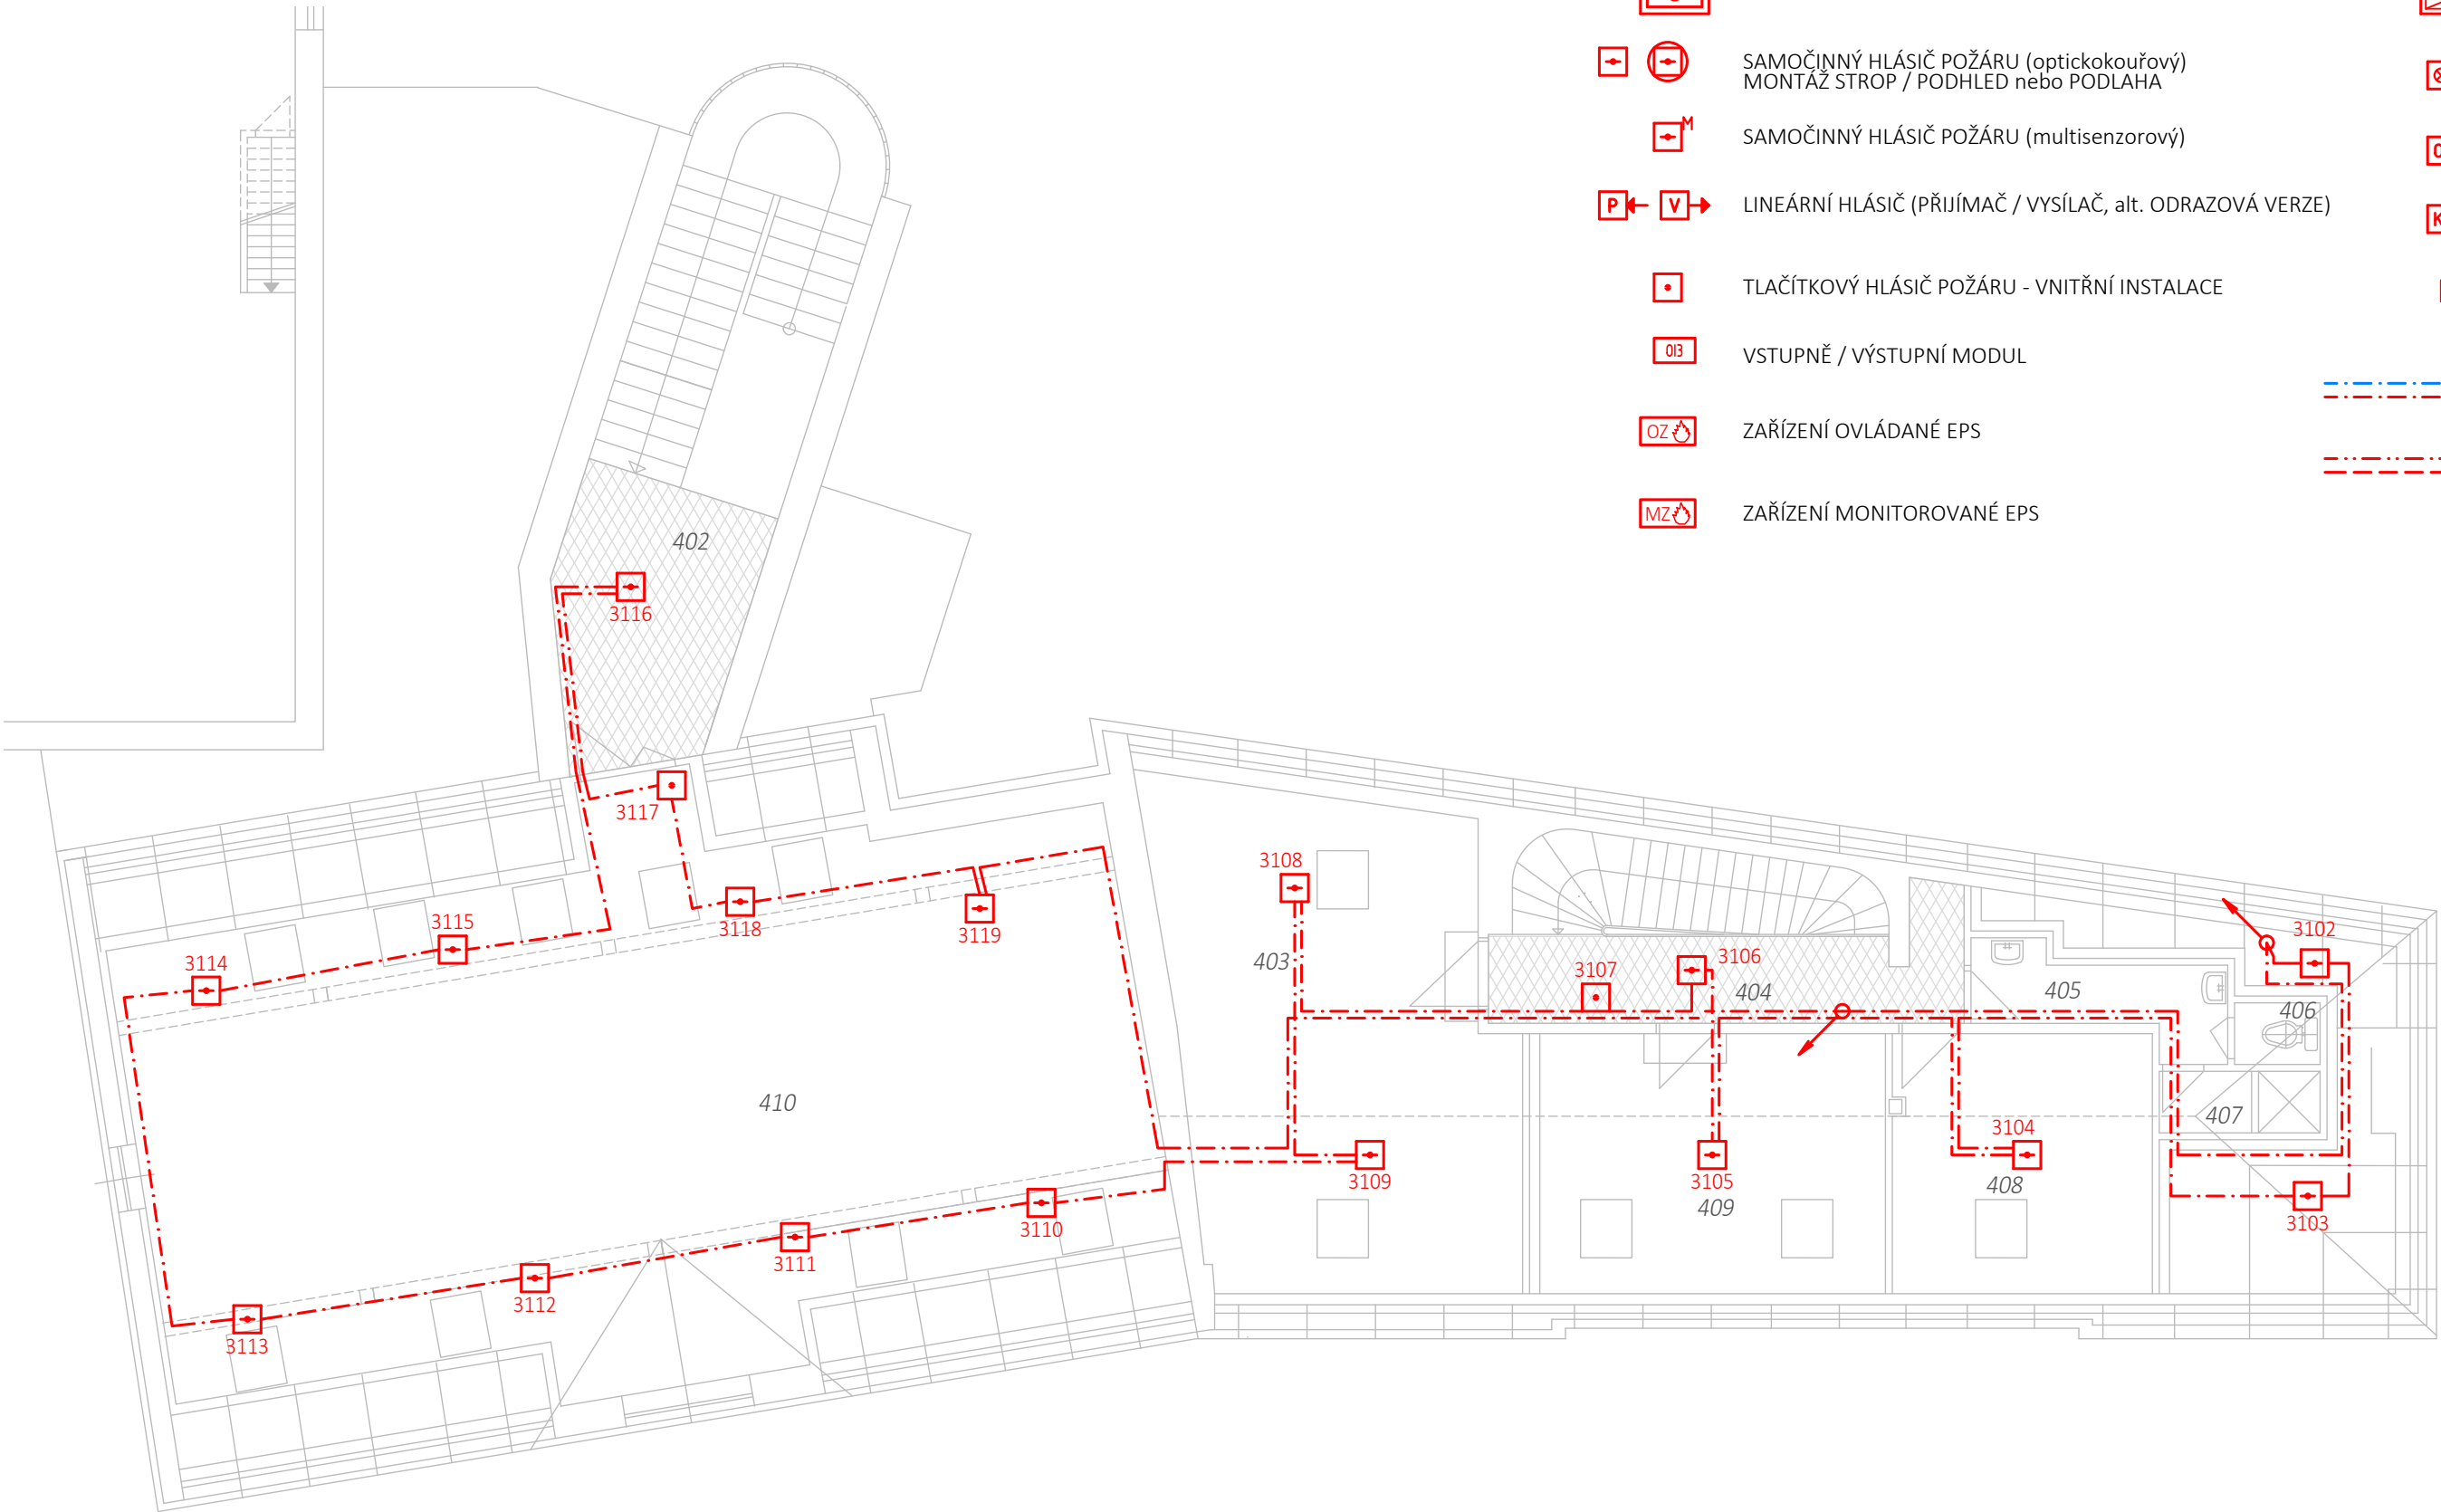 SAMOČINNÝ HLÁSIČ POŽÁRU (optickokouřový)
MONTÁŽ STROP / PODHLED nebo PODLAHA
M
SAMOČINNÝ HLÁSIČ POŽÁRU (multisenzorový)
P
V
LINEÁRNÍ HLÁSIČ (PŘIJÍMAČ / VYSÍLAČ, alt. ODRAZOVÁ VERZE)
TLAČÍTKOVÝ HLÁSIČ POŽÁRU - VNITŘNÍ INSTALACE
VSTUPNĚ / VÝSTUPNÍ MODUL
OZ
ZAŘÍZENÍ OVLÁDANÉ EPS
MZ
ZAŘÍZENÍ MONITOROVANÉ EPS
402
3116
3117
3118
3119
3115
3114
410
3113
3112
3111
3110
3108
403
3109
3107
3106
404
3105
409
405
3104
408
3102
406
407
3103